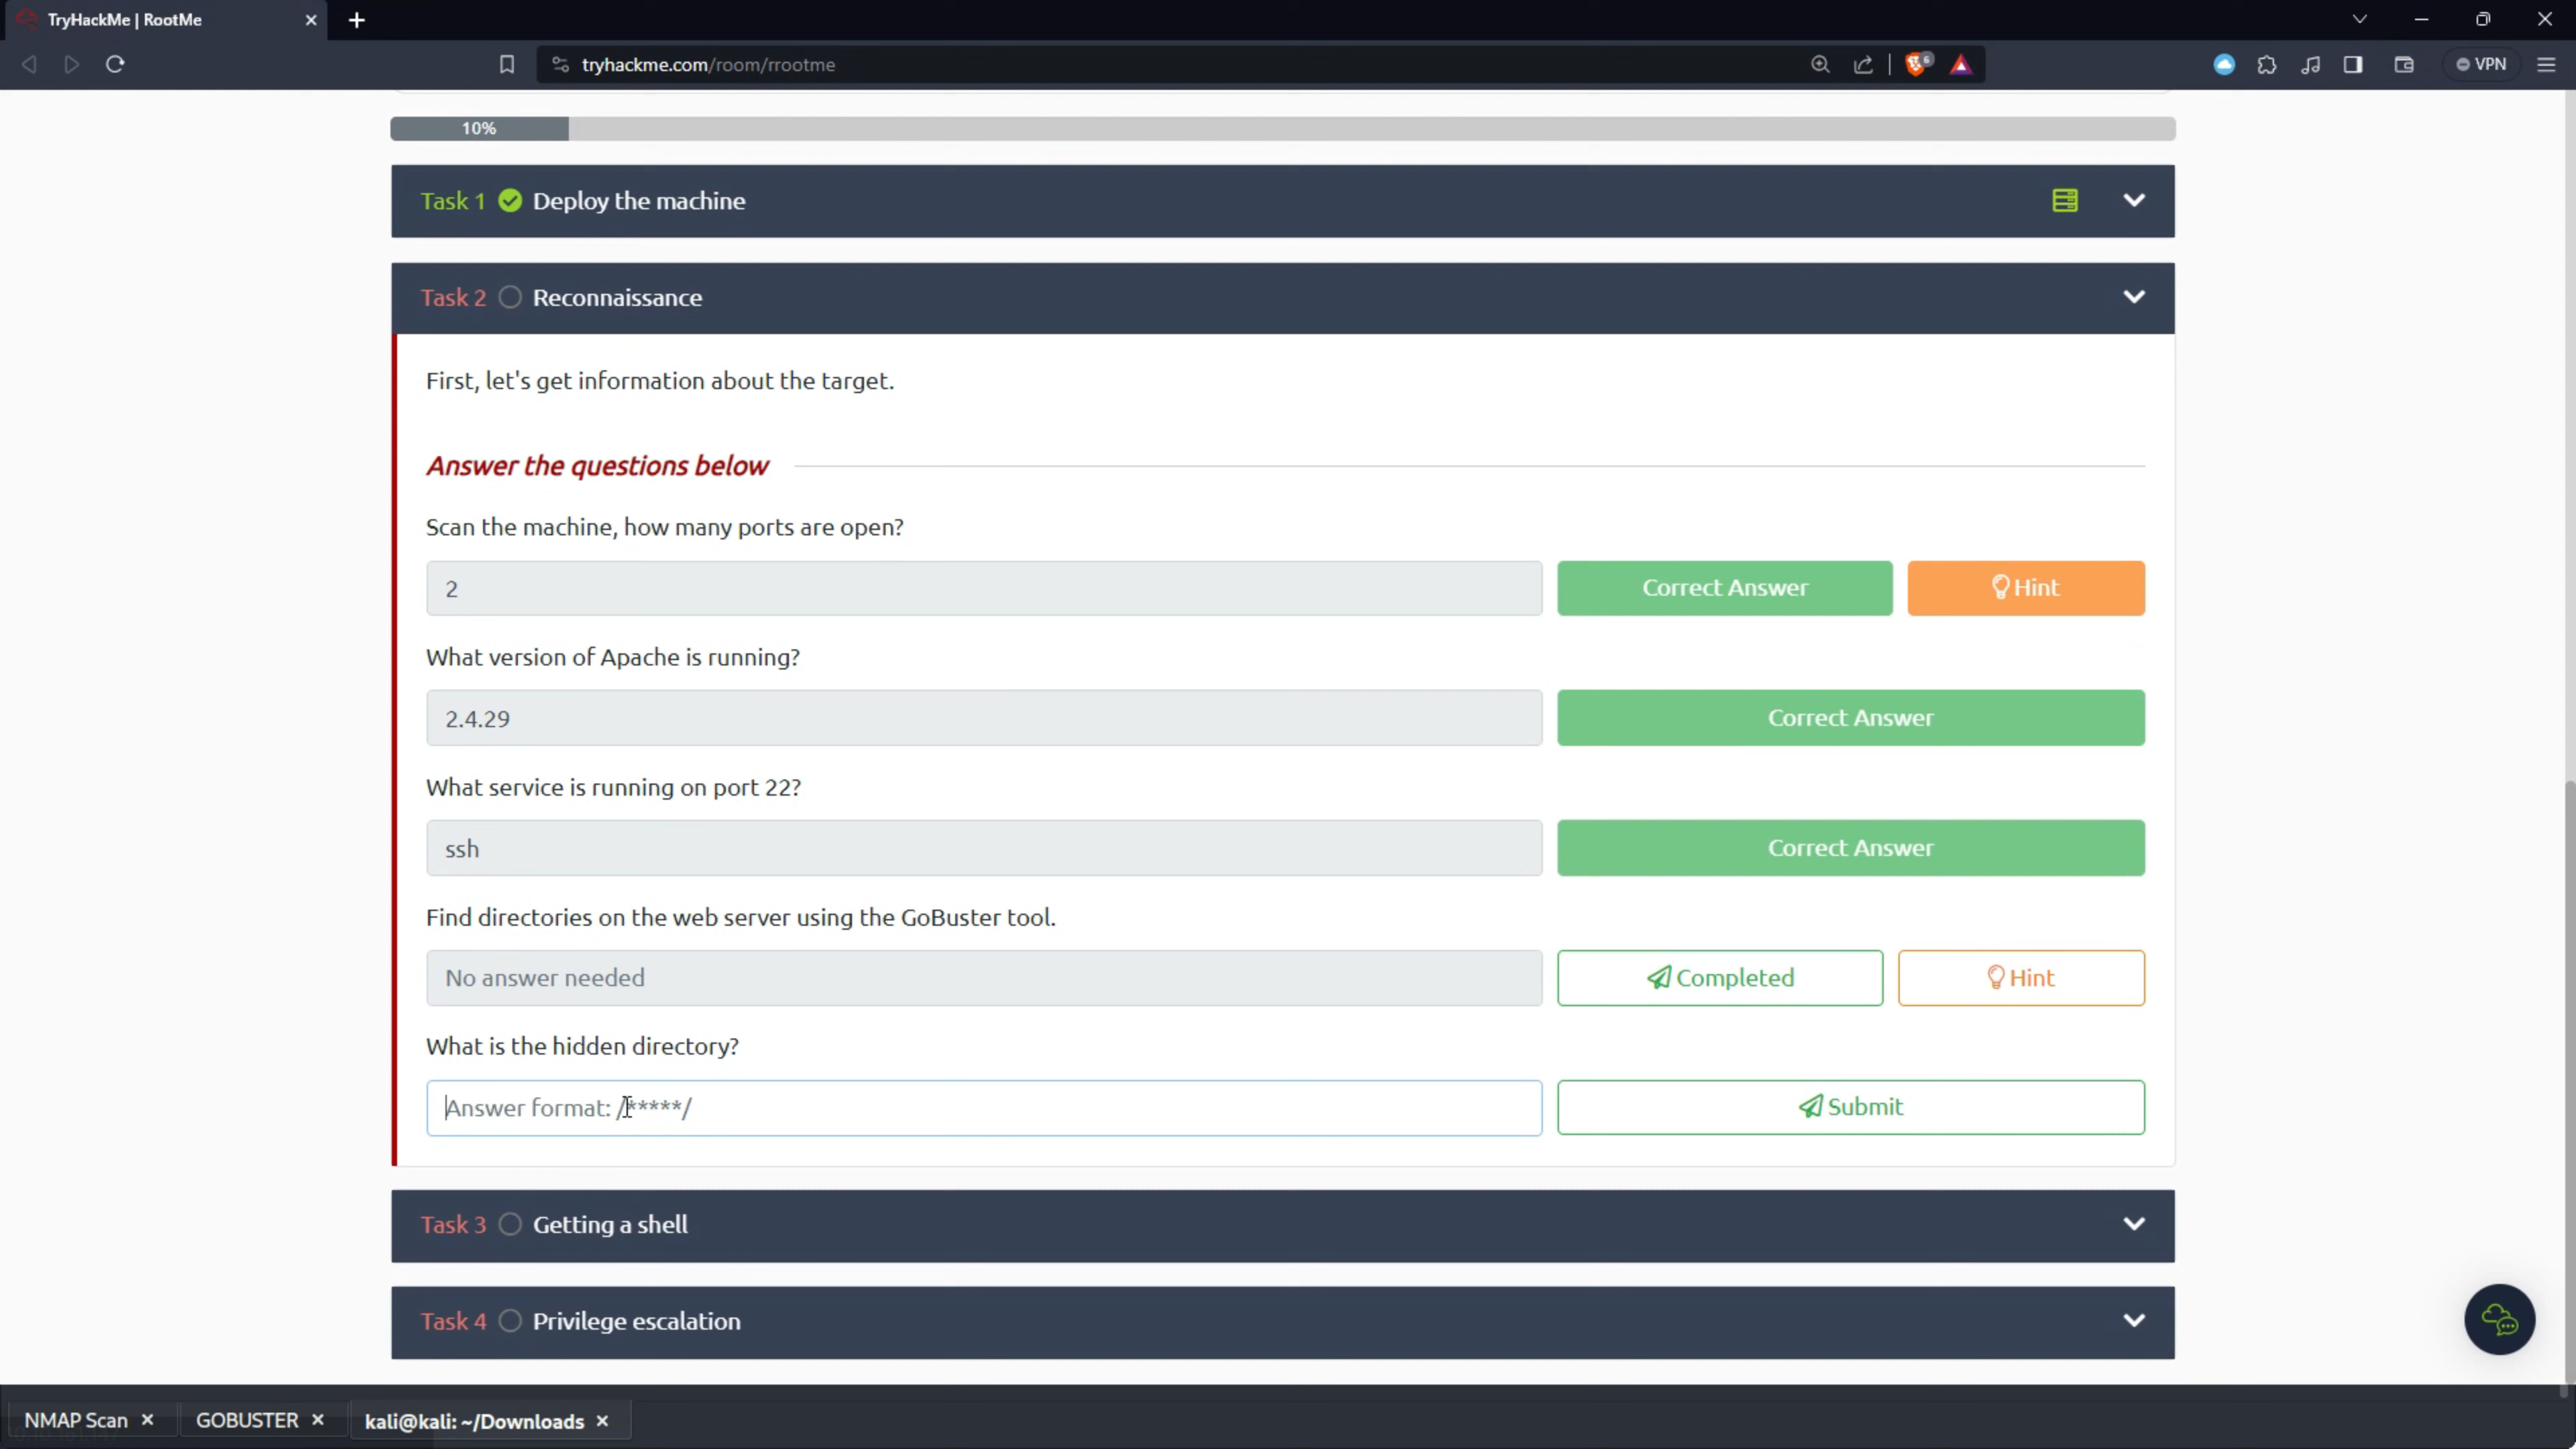 TryHackMe | RootMe
tryhackme.com/room/rrootme
6
VPN
10%
Task 1 Deploy the machine
Task 2 Reconnaissance
First, let's get information about the target.
Answer the questions below
Scan the machine, how many ports are open?
2
Correct Answer
Hint
What version of Apache is running?
2.4.29
Correct Answer
What service is running on port 22?
ssh
Correct Answer
Find directories on the web server using the GoBuster tool.
No answer needed
Completed
Hint
What is the hidden directory?
Answer format: /*****/
Submit
Task 3 Getting a shell
Task 4 Privilege escalation
NMAP Scan
GOBUSTER
kali@kali: ~/Downloads